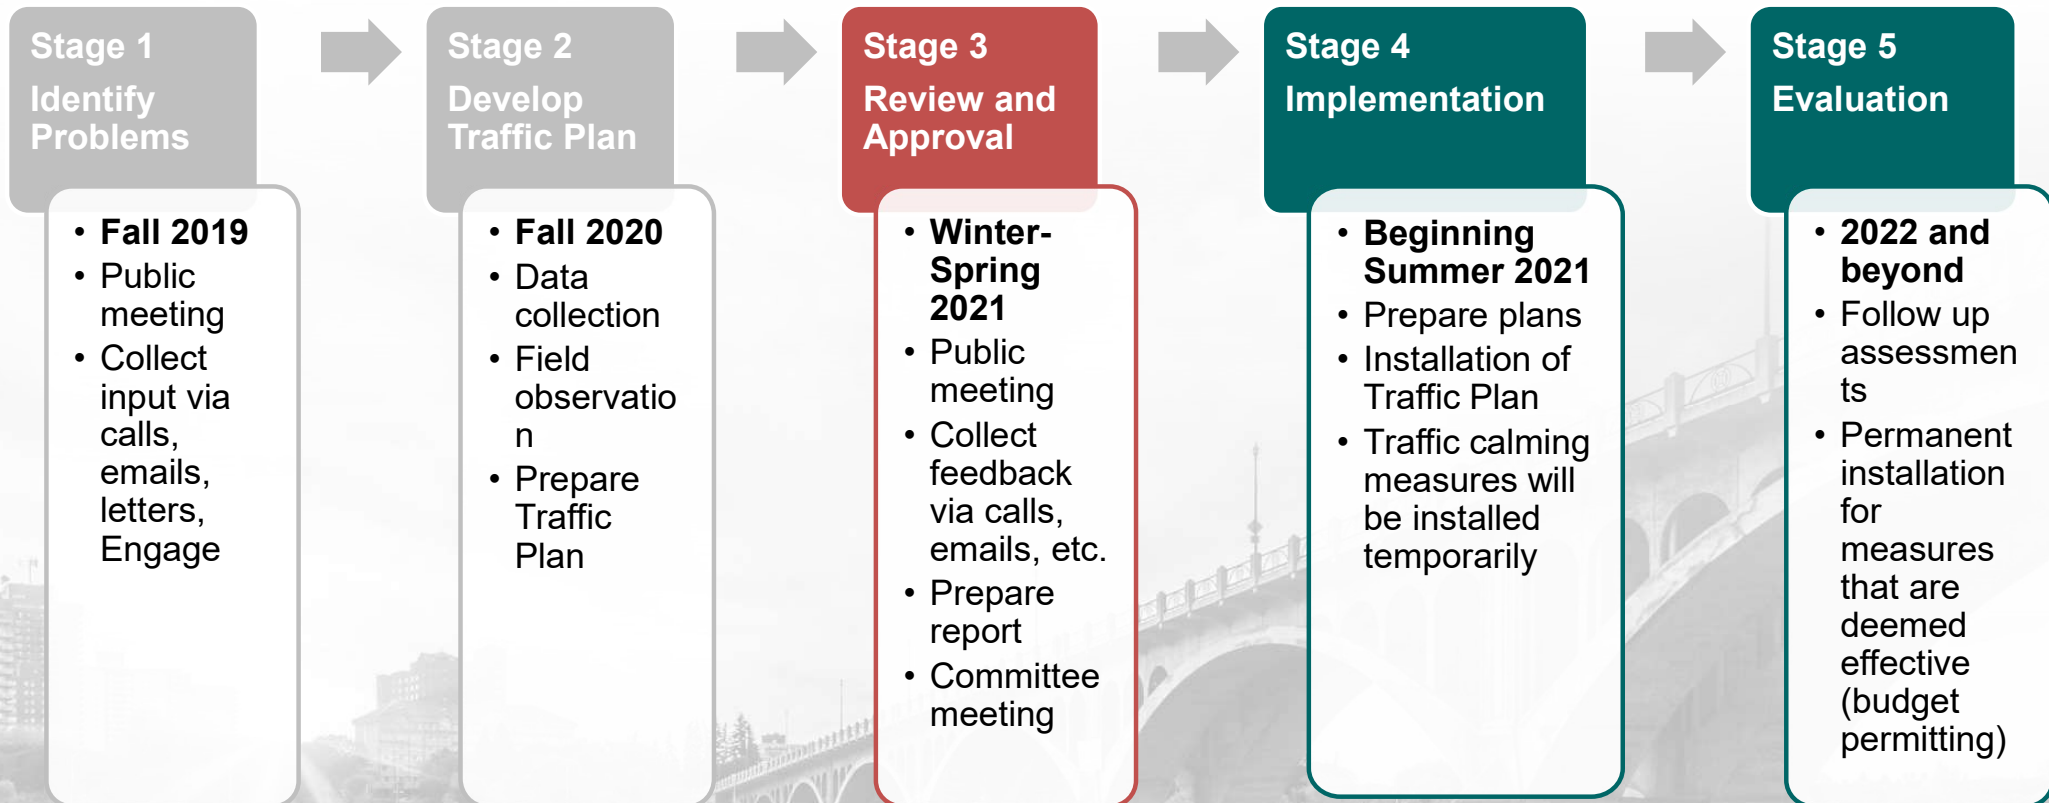 Stage 1
Identify
Problems
• Fall 2019
• Public
meeting
• Collect
input via
calls,
emails,
letters,
Engage
Stage 2
Develop
Traffic Plan
• Fall 2020
• Data
collection
• Field
observatio
n
• Prepare
Traffic
Plan
Stage 3
Review and
Approval
• Winter-
Spring
2021
• Public
meeting
• Collect
feedback
via calls,
emails, etc.
• Prepare
report
• Committee
meeting
Stage 4
Implementation
• Beginning
Summer 2021
• Prepare plans
• Installation of
Traffic Plan
• Traffic calming
measures will
be installed
temporarily
Stage 5
Evaluation
• 2022 and
beyond
• Follow up
assessmen
ts
• Permanent
installation
for
measures
that are
deemed
effective
(budget
permitting)